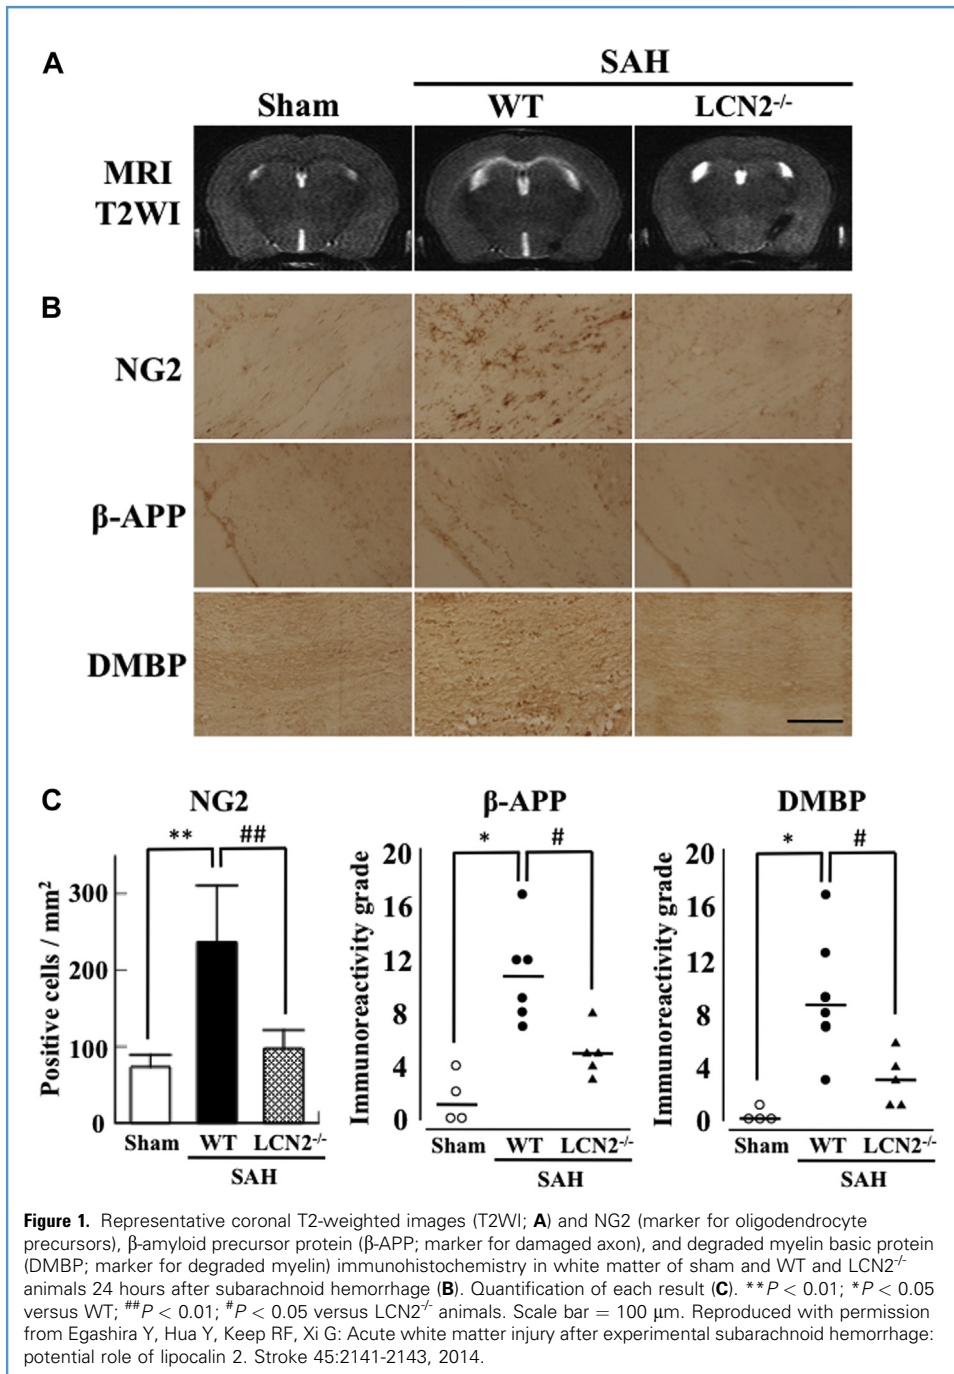 A
SAH
Sham WT LCN2-/-
MRI
T2WI
B
NG2
β-APP
DMBP
C
NG2
** ##
Positive cells / mm²
300
200
100
0
Sham WT LCN2-/-
SAH
β-APP
* #
Immunoreactivity grade
20
16
12
8
4
0
Sham WT LCN2-/-
SAH
DMBP
* #
Immunoreactivity grade
20
16
12
8
4
0
Sham WT LCN2-/-
SAH
Figure 1. Representative coronal T2-weighted images (T2WI; A) and NG2 (marker for oligodendrocyte
precursors), β-amyloid precursor protein (β-APP; marker for damaged axon), and degraded myelin basic protein
(DMBP; marker for degraded myelin) immunohistochemistry in white matter of sham and WT and LCN2-/-
animals 24 hours after subarachnoid hemorrhage (B). Quantification of each result (C). **P < 0.01; *P < 0.05
versus WT; ##P < 0.01; #P < 0.05 versus LCN2-/- animals. Scale bar = 100 μm. Reproduced with permission
from Egashira Y, Hua Y, Keep RF, Xi G: Acute white matter injury after experimental subarachnoid hemorrhage:
potential role of lipocalin 2. Stroke 45:2141-2143, 2014.